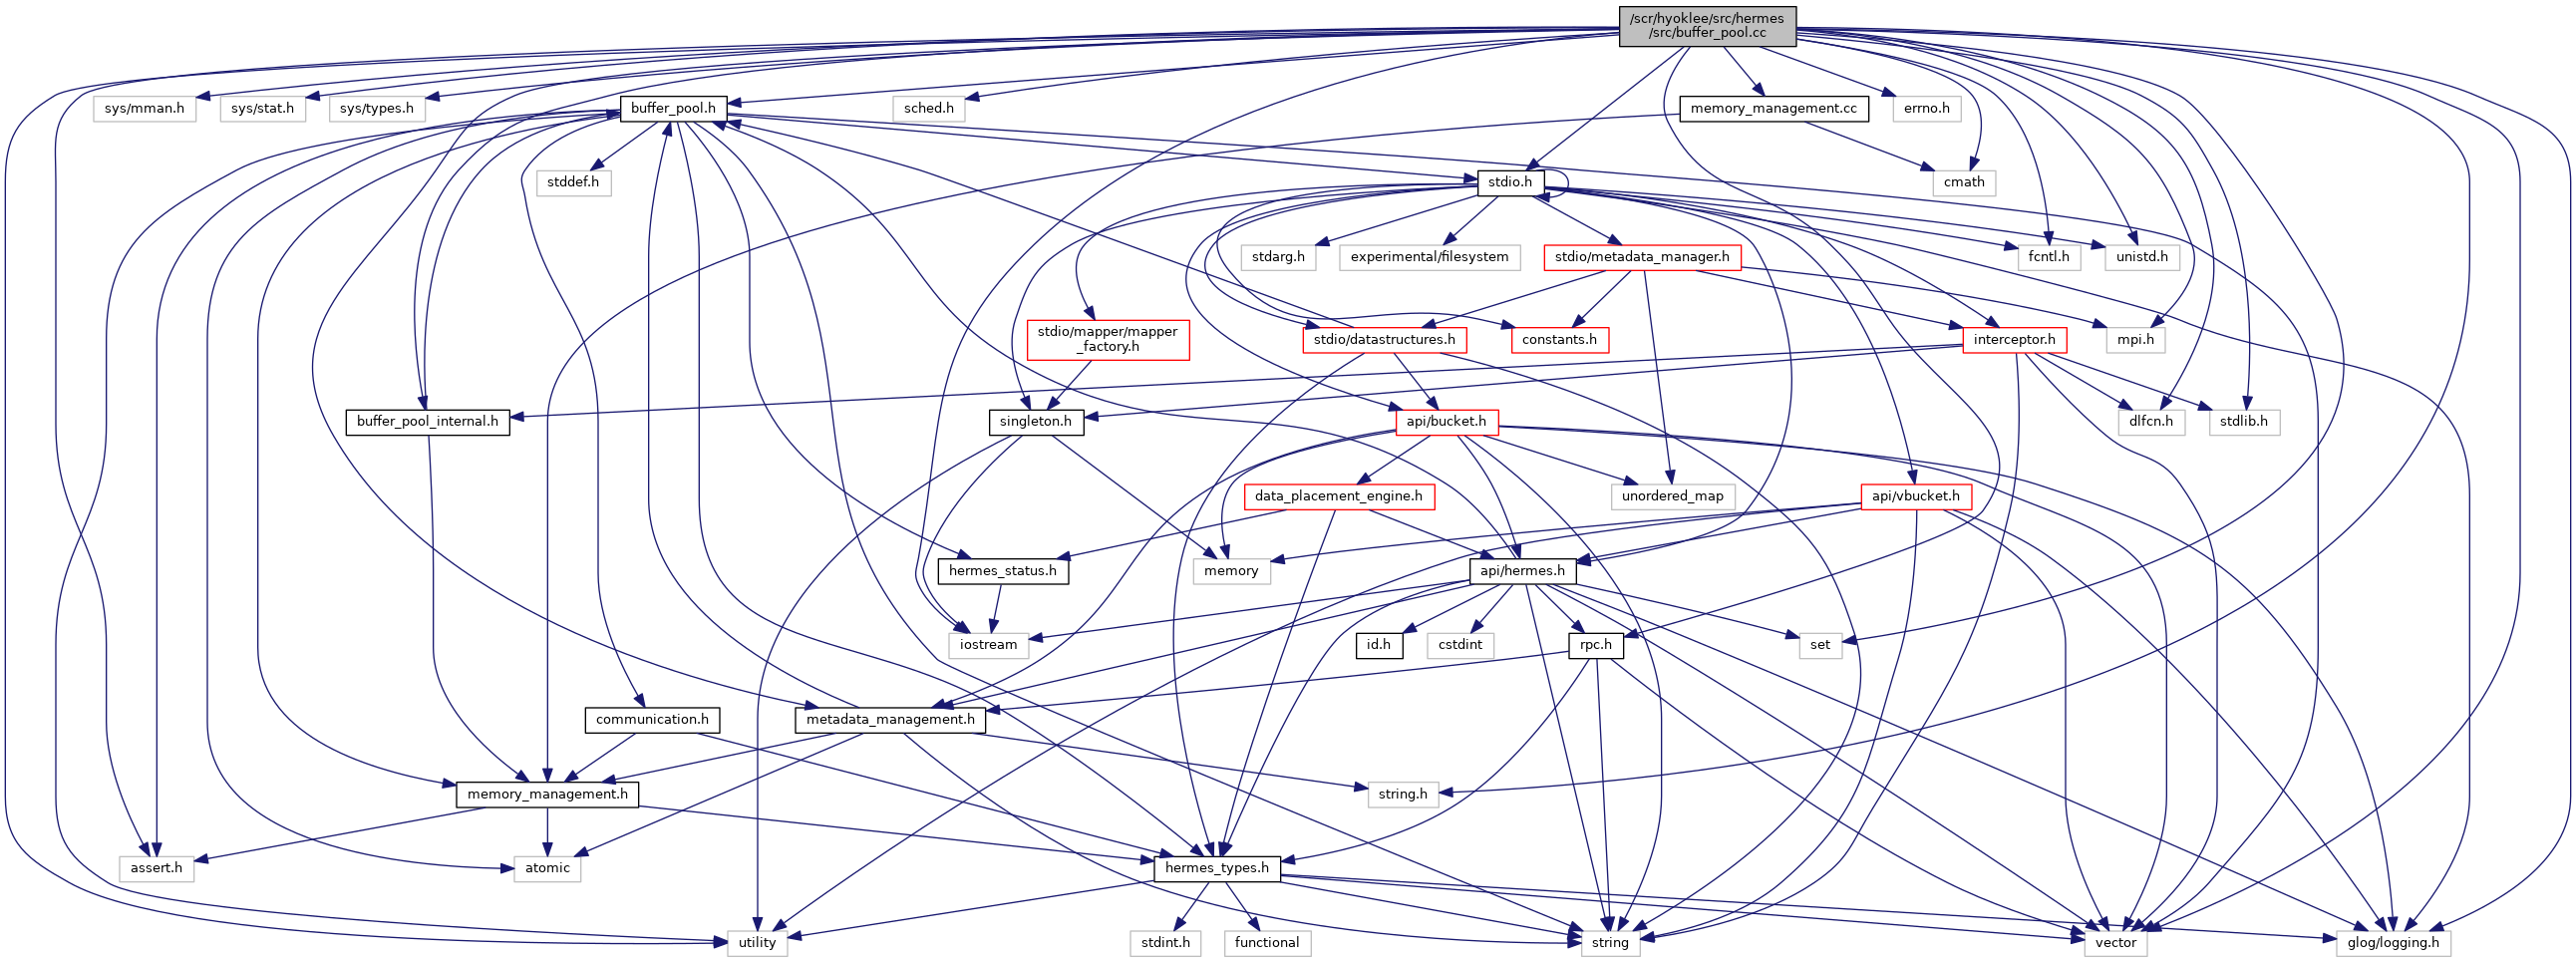 /scr/hyoklee/src/hermes
/src/buffer_pool.cc
sys/mman.h
sys/stat.h
sys/types.h
buffer_pool.h
sched.h
memory_management.cc
errno.h
stddef.h
stdio.h
cmath
stdarg.h
experimental/filesystem
stdio/metadata_manager.h
fcntl.h
unistd.h
stdio/mapper/mapper
_factory.h
stdio/datastructures.h
constants.h
interceptor.h
mpi.h
buffer_pool_internal.h
singleton.h
api/bucket.h
dlfcn.h
stdlib.h
data_placement_engine.h
unordered_map
api/vbucket.h
hermes_status.h
memory
api/hermes.h
iostream
id.h
cstdint
rpc.h
set
communication.h
metadata_management.h
memory_management.h
string.h
assert.h
atomic
hermes_types.h
utility
stdint.h
functional
string
vector
glog/logging.h